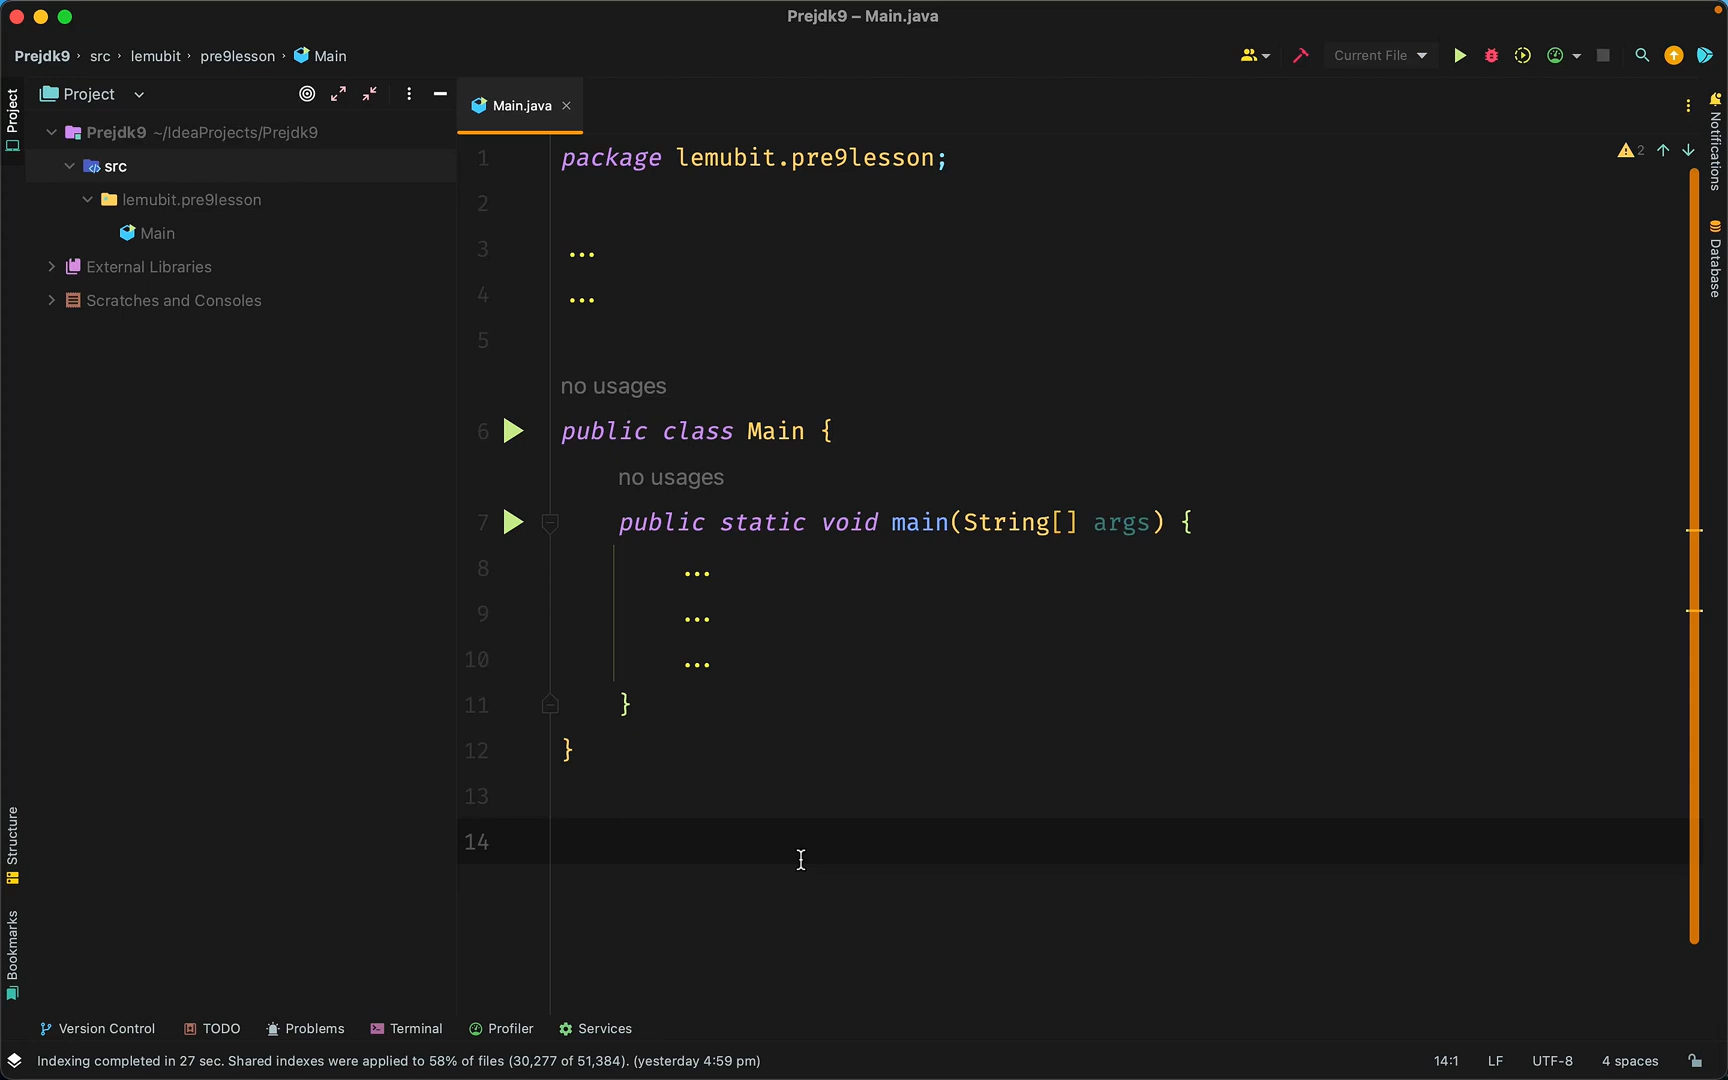 Prejdk9 – Main.java
Prejdk9 › src › lemubit › pre9lesson › Main
Current File
Project
Project
Prejdk9 ~/IdeaProjects/Prejdk9
src
lemubit.pre9lesson
Main
External Libraries
Scratches and Consoles
Structure
Bookmarks
Main.java
2
1 package lemubit.pre9lesson;
2
3 ...
4 ...
5
no usages
6 public class Main {
no usages
7 public static void main(String[] args) {
8 ...
9 ...
10 ...
11 }
12 }
13
14
Notifications
Database
Version Control TODO Problems Terminal Profiler Services
Indexing completed in 27 sec. Shared indexes were applied to 58% of files (30,277 of 51,384). (yesterday 4:59 pm) 14:1 LF UTF-8 4 spaces